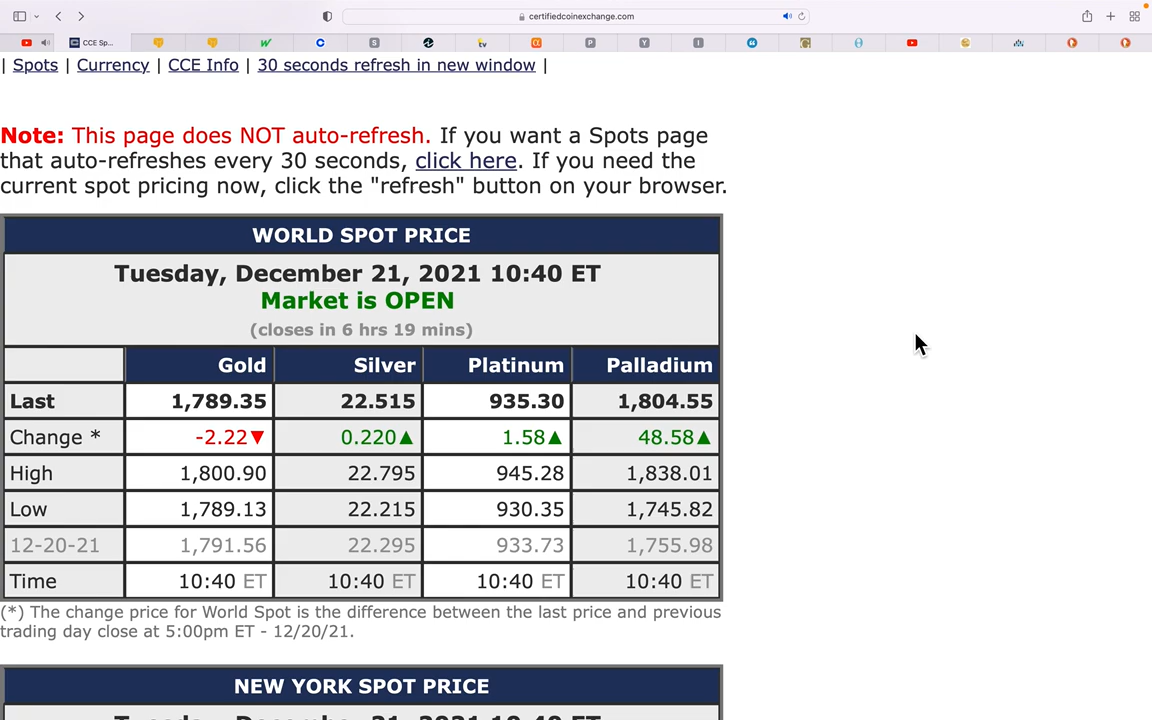 certifiedcoinexchange.com
CCE Sp...
| Spots | Currency | CCE Info | 30 seconds refresh in new window |
Note: This page does NOT auto-refresh. If you want a Spots page
that auto-refreshes every 30 seconds, click here. If you need the
current spot pricing now, click the "refresh" button on your browser.
WORLD SPOT PRICE
Tuesday, December 21, 2021 10:40 ET
Market is OPEN
(closes in 6 hrs 19 mins)
Gold Silver Platinum Palladium
Last 1,789.35 22.515 935.30 1,804.55
Change * -2.22▼ 0.220▲ 1.58▲ 48.58▲
High 1,800.90 22.795 945.28 1,838.01
Low 1,789.13 22.215 930.35 1,745.82
12-20-21 1,791.56 22.295 933.73 1,755.98
Time 10:40 ET 10:40 ET 10:40 ET 10:40 ET
(*) The change price for World Spot is the difference between the last price and previous
trading day close at 5:00pm ET - 12/20/21.
NEW YORK SPOT PRICE
Tuesday, December 21, 2021 10:40 ET